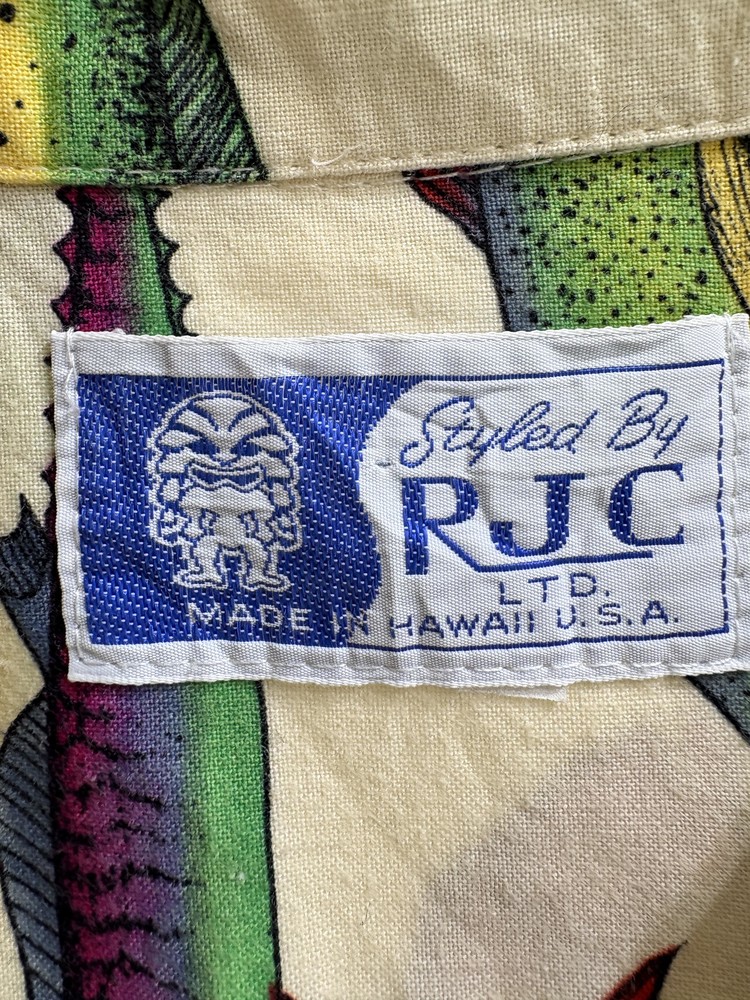 Styled By
RJC
LTD.
MADE IN HAWAII U.S.A.